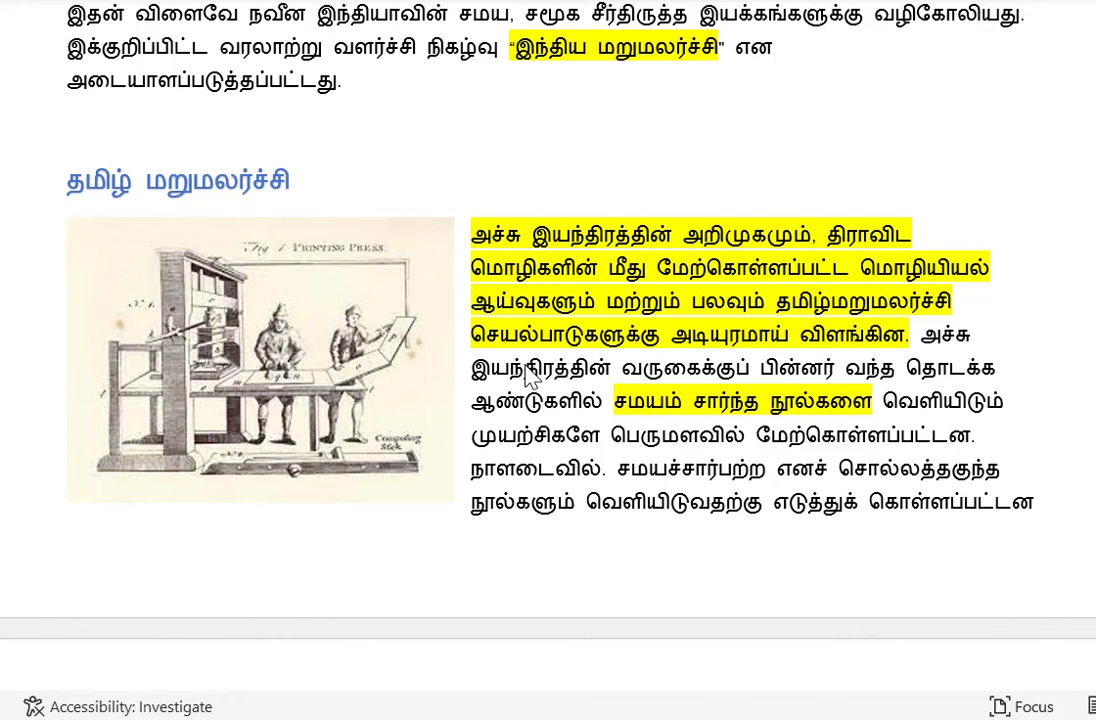 இதன் விளைவே நவீன இந்தியாவின் சமய, சமூக சீர்திருத்த இயக்கங்களுக்கு வழிகோலியது.
இக்குறிப்பிட்ட வரலாற்று வளர்ச்சி நிகழ்வு “இந்திய மறுமலர்ச்சி” என
அடையாளப்படுத்தப்பட்டது.
தமிழ் மறுமலர்ச்சி
Fig 1. PRINTING PRESS.
Composing
Stick
அச்சு இயந்திரத்தின் அறிமுகமும், திராவிட
மொழிகளின் மீது மேற்கொள்ளப்பட்ட மொழியியல்
ஆய்வுகளும் மற்றும் பலவும் தமிழ்மறுமலர்ச்சி
செயல்பாடுகளுக்கு அடியுரமாய் விளங்கின. அச்சு
இயந்திரத்தின் வருகைக்குப் பின்னர் வந்த தொடக்க
ஆண்டுகளில் சமயம் சார்ந்த நூல்களை வெளியிடும்
முயற்சிகளே பெருமளவில் மேற்கொள்ளப்பட்டன.
நாளடைவில். சமயச்சார்பற்ற எனச் சொல்லத்தகுந்த
நூல்களும் வெளியிடுவதற்கு எடுத்துக் கொள்ளப்பட்டன
Accessibility: Investigate
Focus